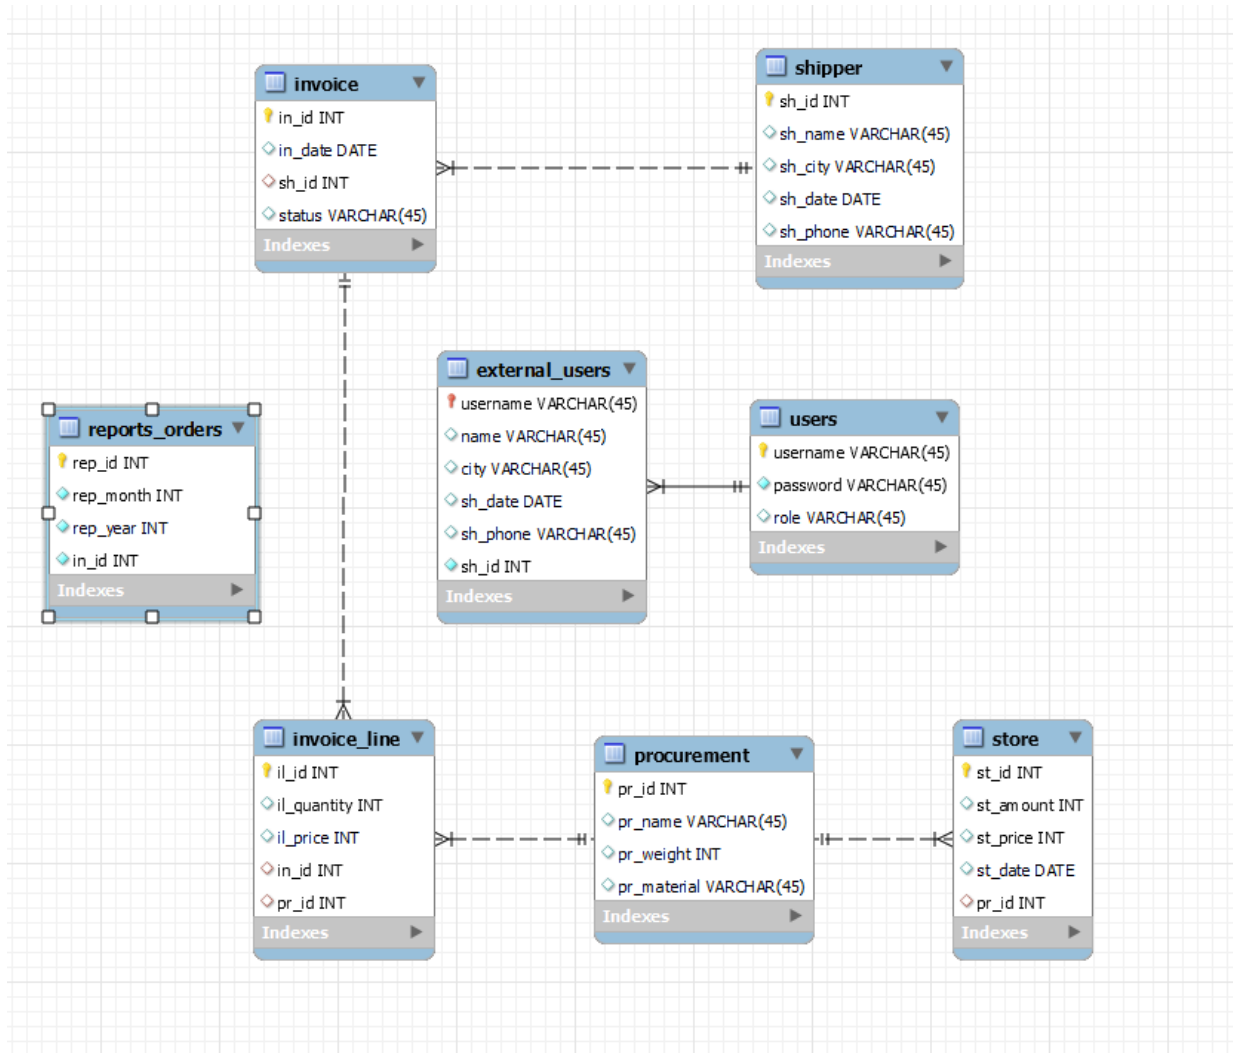 invoice
in_id INT
in_date DATE
sh_id INT
status VARCHAR(45)
Indexes
shipper
sh_id INT
sh_name VARCHAR(45)
sh_city VARCHAR(45)
sh_date DATE
sh_phone VARCHAR(45)
Indexes
reports_orders
rep_id INT
rep_month INT
rep_year INT
in_id INT
Indexes
external_users
username VARCHAR(45)
name VARCHAR(45)
city VARCHAR(45)
sh_date DATE
sh_phone VARCHAR(45)
sh_id INT
Indexes
users
username VARCHAR(45)
password VARCHAR(45)
role VARCHAR(45)
Indexes
invoice_line
il_id INT
il_quantity INT
il_price INT
in_id INT
pr_id INT
Indexes
procurement
pr_id INT
pr_name VARCHAR(45)
pr_weight INT
pr_material VARCHAR(45)
Indexes
store
st_id INT
st_amount INT
st_price INT
st_date DATE
pr_id INT
Indexes